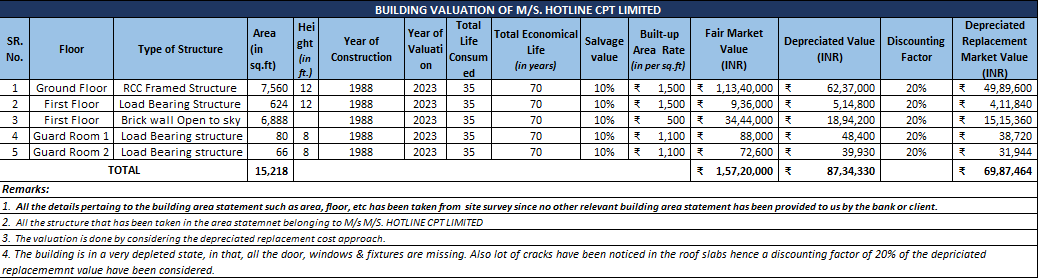 BUILDING VALUATION OF M/S. HOTLINE CPT LIMITED
SR. No. Floor Type of Structure Area (in sq.ft) Hei ght (in ft.) Year of Construction Year of Valuati on Total Life Consum ed Total Economical Life (in years) Salvage value Built-up Area Rate (in per sq.ft) Fair Market Value (INR) Depreciated Value (INR) Discounting Factor Depreciated Replacement Market Value (INR)
1 Ground Floor RCC Framed Structure 7,560 12 1988 2023 35 70 10% ₹ 1,500 ₹ 1,13,40,000 ₹ 62,37,000 20% ₹ 49,89,600
2 First Floor Load Bearing Structure 624 12 1988 2023 35 70 10% ₹ 1,500 ₹ 9,36,000 ₹ 5,14,800 20% ₹ 4,11,840
3 First Floor Brick wall Open to sky 6,888 1988 2023 35 70 10% ₹ 500 ₹ 34,44,000 ₹ 18,94,200 20% ₹ 15,15,360
4 Guard Room 1 Load Bearing structure 80 8 1988 2023 35 70 10% ₹ 1,100 ₹ 88,000 ₹ 48,400 20% ₹ 38,720
5 Guard Room 2 Load Bearing structure 66 8 1988 2023 35 70 10% ₹ 1,100 ₹ 72,600 ₹ 39,930 20% ₹ 31,944
TOTAL 15,218 ₹ 1,57,20,000 ₹ 87,34,330 ₹ 69,87,464
Remarks:
1. All the details pertaing to the building area statement such as area, floor, etc has been taken from site survey since no other relevant building area statement has been provided to us by the bank or client.
2. All the structure that has been taken in the area statemnet belonging to M/s M/S. HOTLINE CPT LIMITED
3. The valuation is done by considering the depreciated replacement cost approach.
4. The building is in a very depleted state, in that, all the door, windows & fixtures are missing. Also lot of cracks have been noticed in the roof slabs hence a discounting factor of 20% of the depriciated
replacememnt value have been considered.